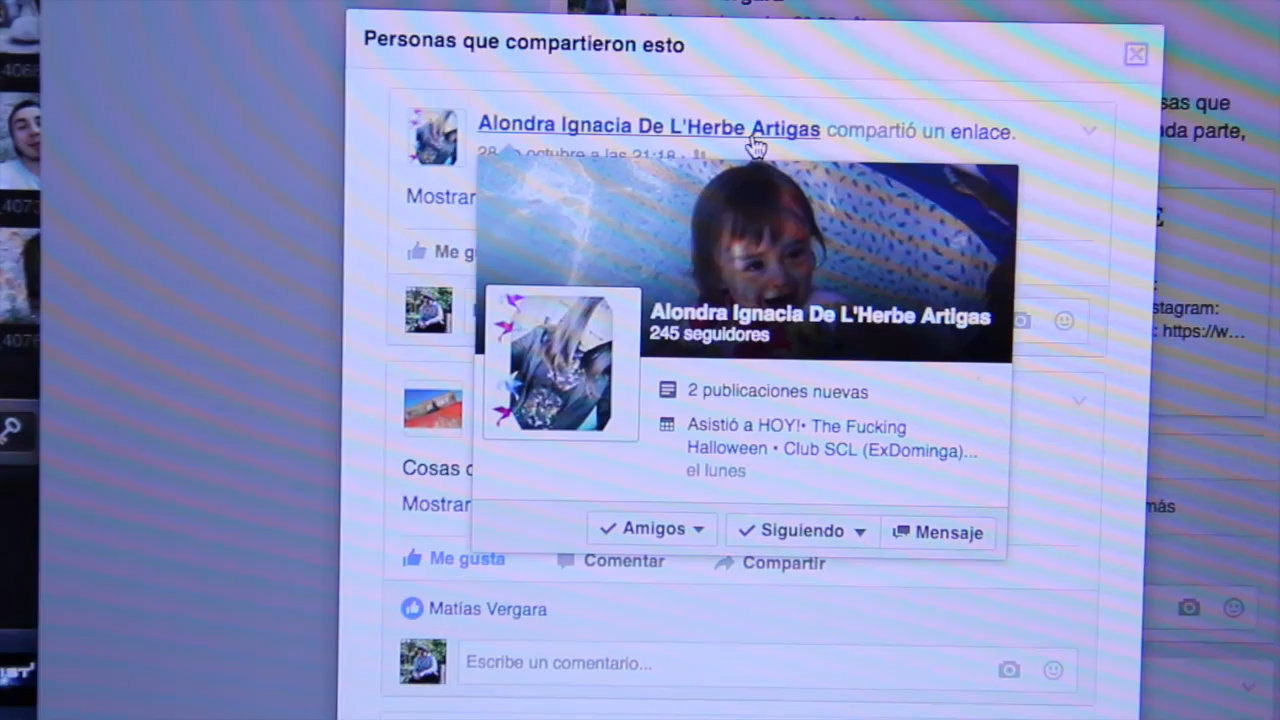 Personas que compartieron esto
Alondra Ignacia De L'Herbe Artigas compartió un enlace.
28 octubre a las 21:18
Mostrar
Me g
Alondra Ignacia De L'Herbe Artigas
245 seguidores
2 publicaciones nuevas
Asistió a HOY!• The Fucking
Halloween • Club SCL (ExDominga)...
el lunes
Amigos
Siguiendo
Mensaje
Cosas
Mostrar
Me gusta
Comentar
Compartir
Matías Vergara
Escribe un comentario...
sas que
da parte,
stagram:
: https://w...
más
4073
4076